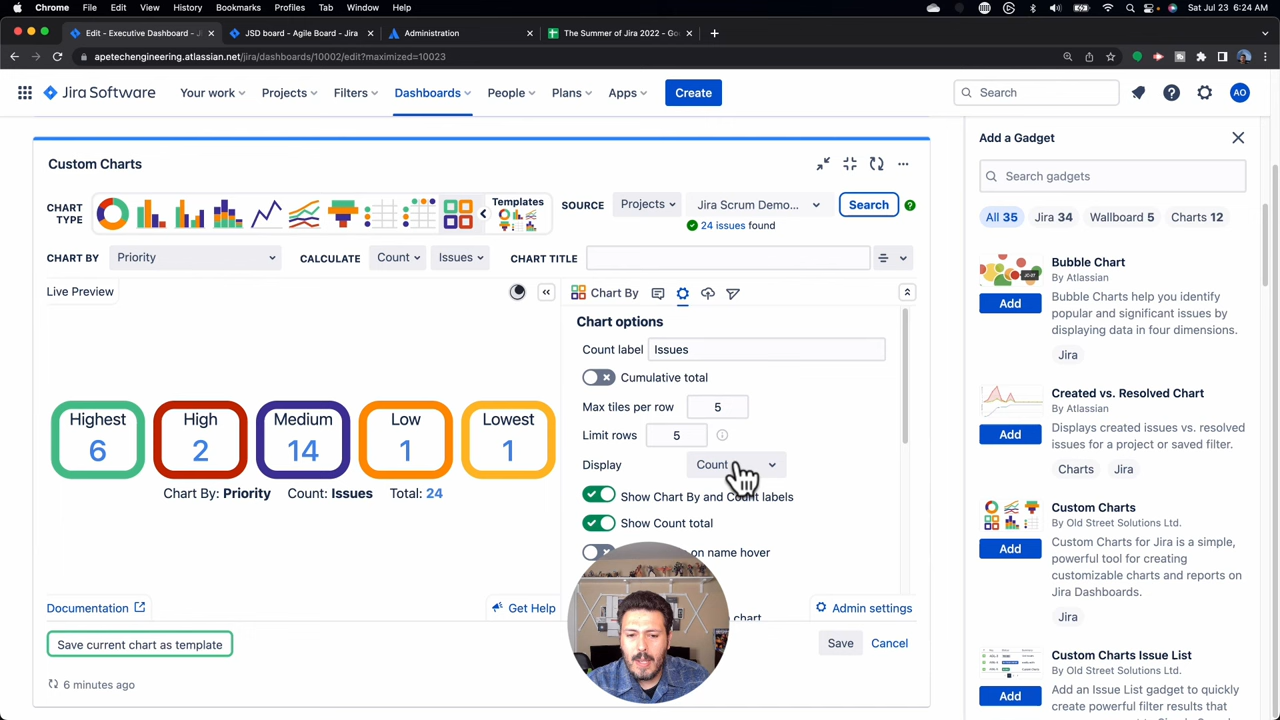 Chrome File Edit View History Bookmarks Profiles Tab Window Help Sat Jul 23 6:24 AM
Edit - Executive Dashboard - J
JSD board - Agile Board - Jira
Administration
The Summer of Jira 2022 - Go
apetechengineering.atlassian.net/jira/dashboards/10002/edit?maximized=10023
Jira Software Your work Projects Filters Dashboards People Plans Apps Create Search AO
Custom Charts
CHART TYPE
Templates
SOURCE Projects Jira Scrum Demo... Search
24 issues found
CHART BY Priority CALCULATE Count Issues CHART TITLE
Live Preview
Highest 6
High 2
Medium 14
Low 1
Lowest 1
Chart By: Priority Count: Issues Total: 24
Chart By
Chart options
Count label Issues
Cumulative total
Max tiles per row 5
Limit rows 5
Display Count
Show Chart By and Count labels
Show Count total
on name hover
chart
Documentation
Get Help
Admin settings
Save current chart as template
Save Cancel
6 minutes ago
Add a Gadget
Search gadgets
All 35 Jira 34 Wallboard 5 Charts 12
Bubble Chart
By Atlassian
Add
Bubble Charts help you identify
popular and significant issues by
displaying data in four dimensions.
Jira
Created vs. Resolved Chart
By Atlassian
Add
Displays created issues vs. resolved
issues for a project or saved filter.
Charts Jira
Custom Charts
By Old Street Solutions Ltd.
Add
Custom Charts for Jira is a simple,
powerful tool for creating
customizable charts and reports on
Jira Dashboards.
Jira
Custom Charts Issue List
By Old Street Solutions Ltd.
Add
Add an Issue List gadget to quickly
create powerful filter results that